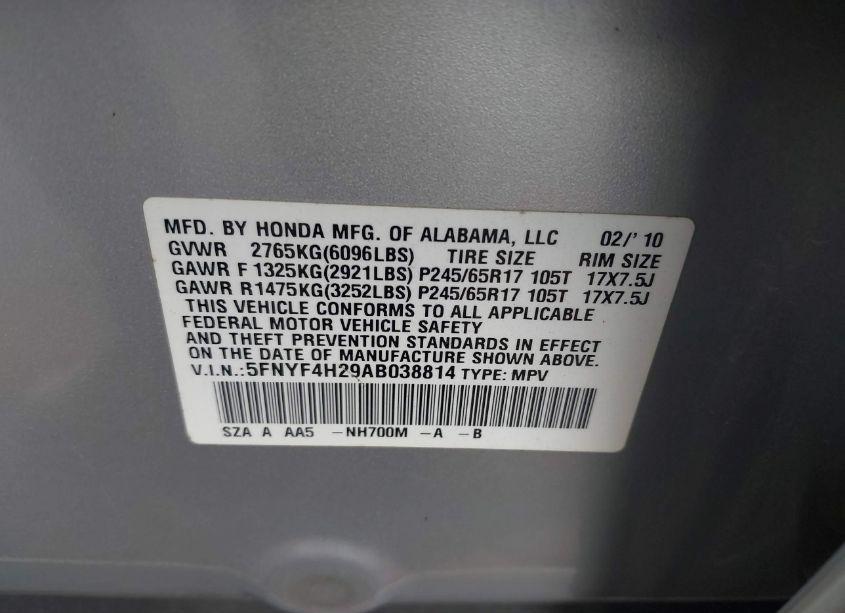 MFD. BY HONDA MFG. OF ALABAMA, LLC 02/' 10
GVWR 2765KG(6096LBS) TIRE SIZE RIM SIZE
GAWR F 1325KG(2921LBS) P245/65R17 105T 17X7.5J
GAWR R1475KG(3252LBS) P245/65R17 105T 17X7.5J
THIS VEHICLE CONFORMS TO ALL APPLICABLE
FEDERAL MOTOR VEHICLE SAFETY
AND THEFT PREVENTION STANDARDS IN EFFECT
ON THE DATE OF MANUFACTURE SHOWN ABOVE.
V.I.N.:5FNYF4H29AB038814 TYPE: MPV
SZA A AA5 -NH700M -A -B